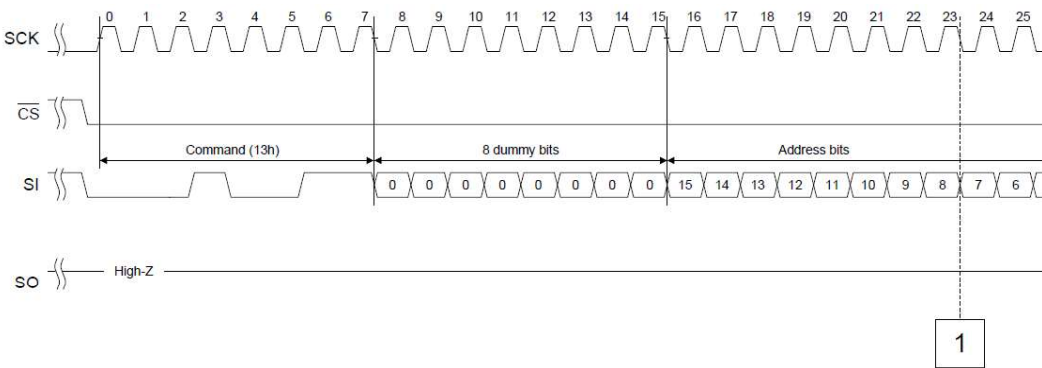 0 1 2 3 4 5 6 7 8 9 10 11 12 13 14 15 16 17 18 19 20 21 22 23 24 25
SCK
CS
Command (13h) 8 dummy bits Address bits
SI 0 0 0 0 0 0 0 0 15 14 13 12 11 10 9 8 7 6
High-Z
SO
1